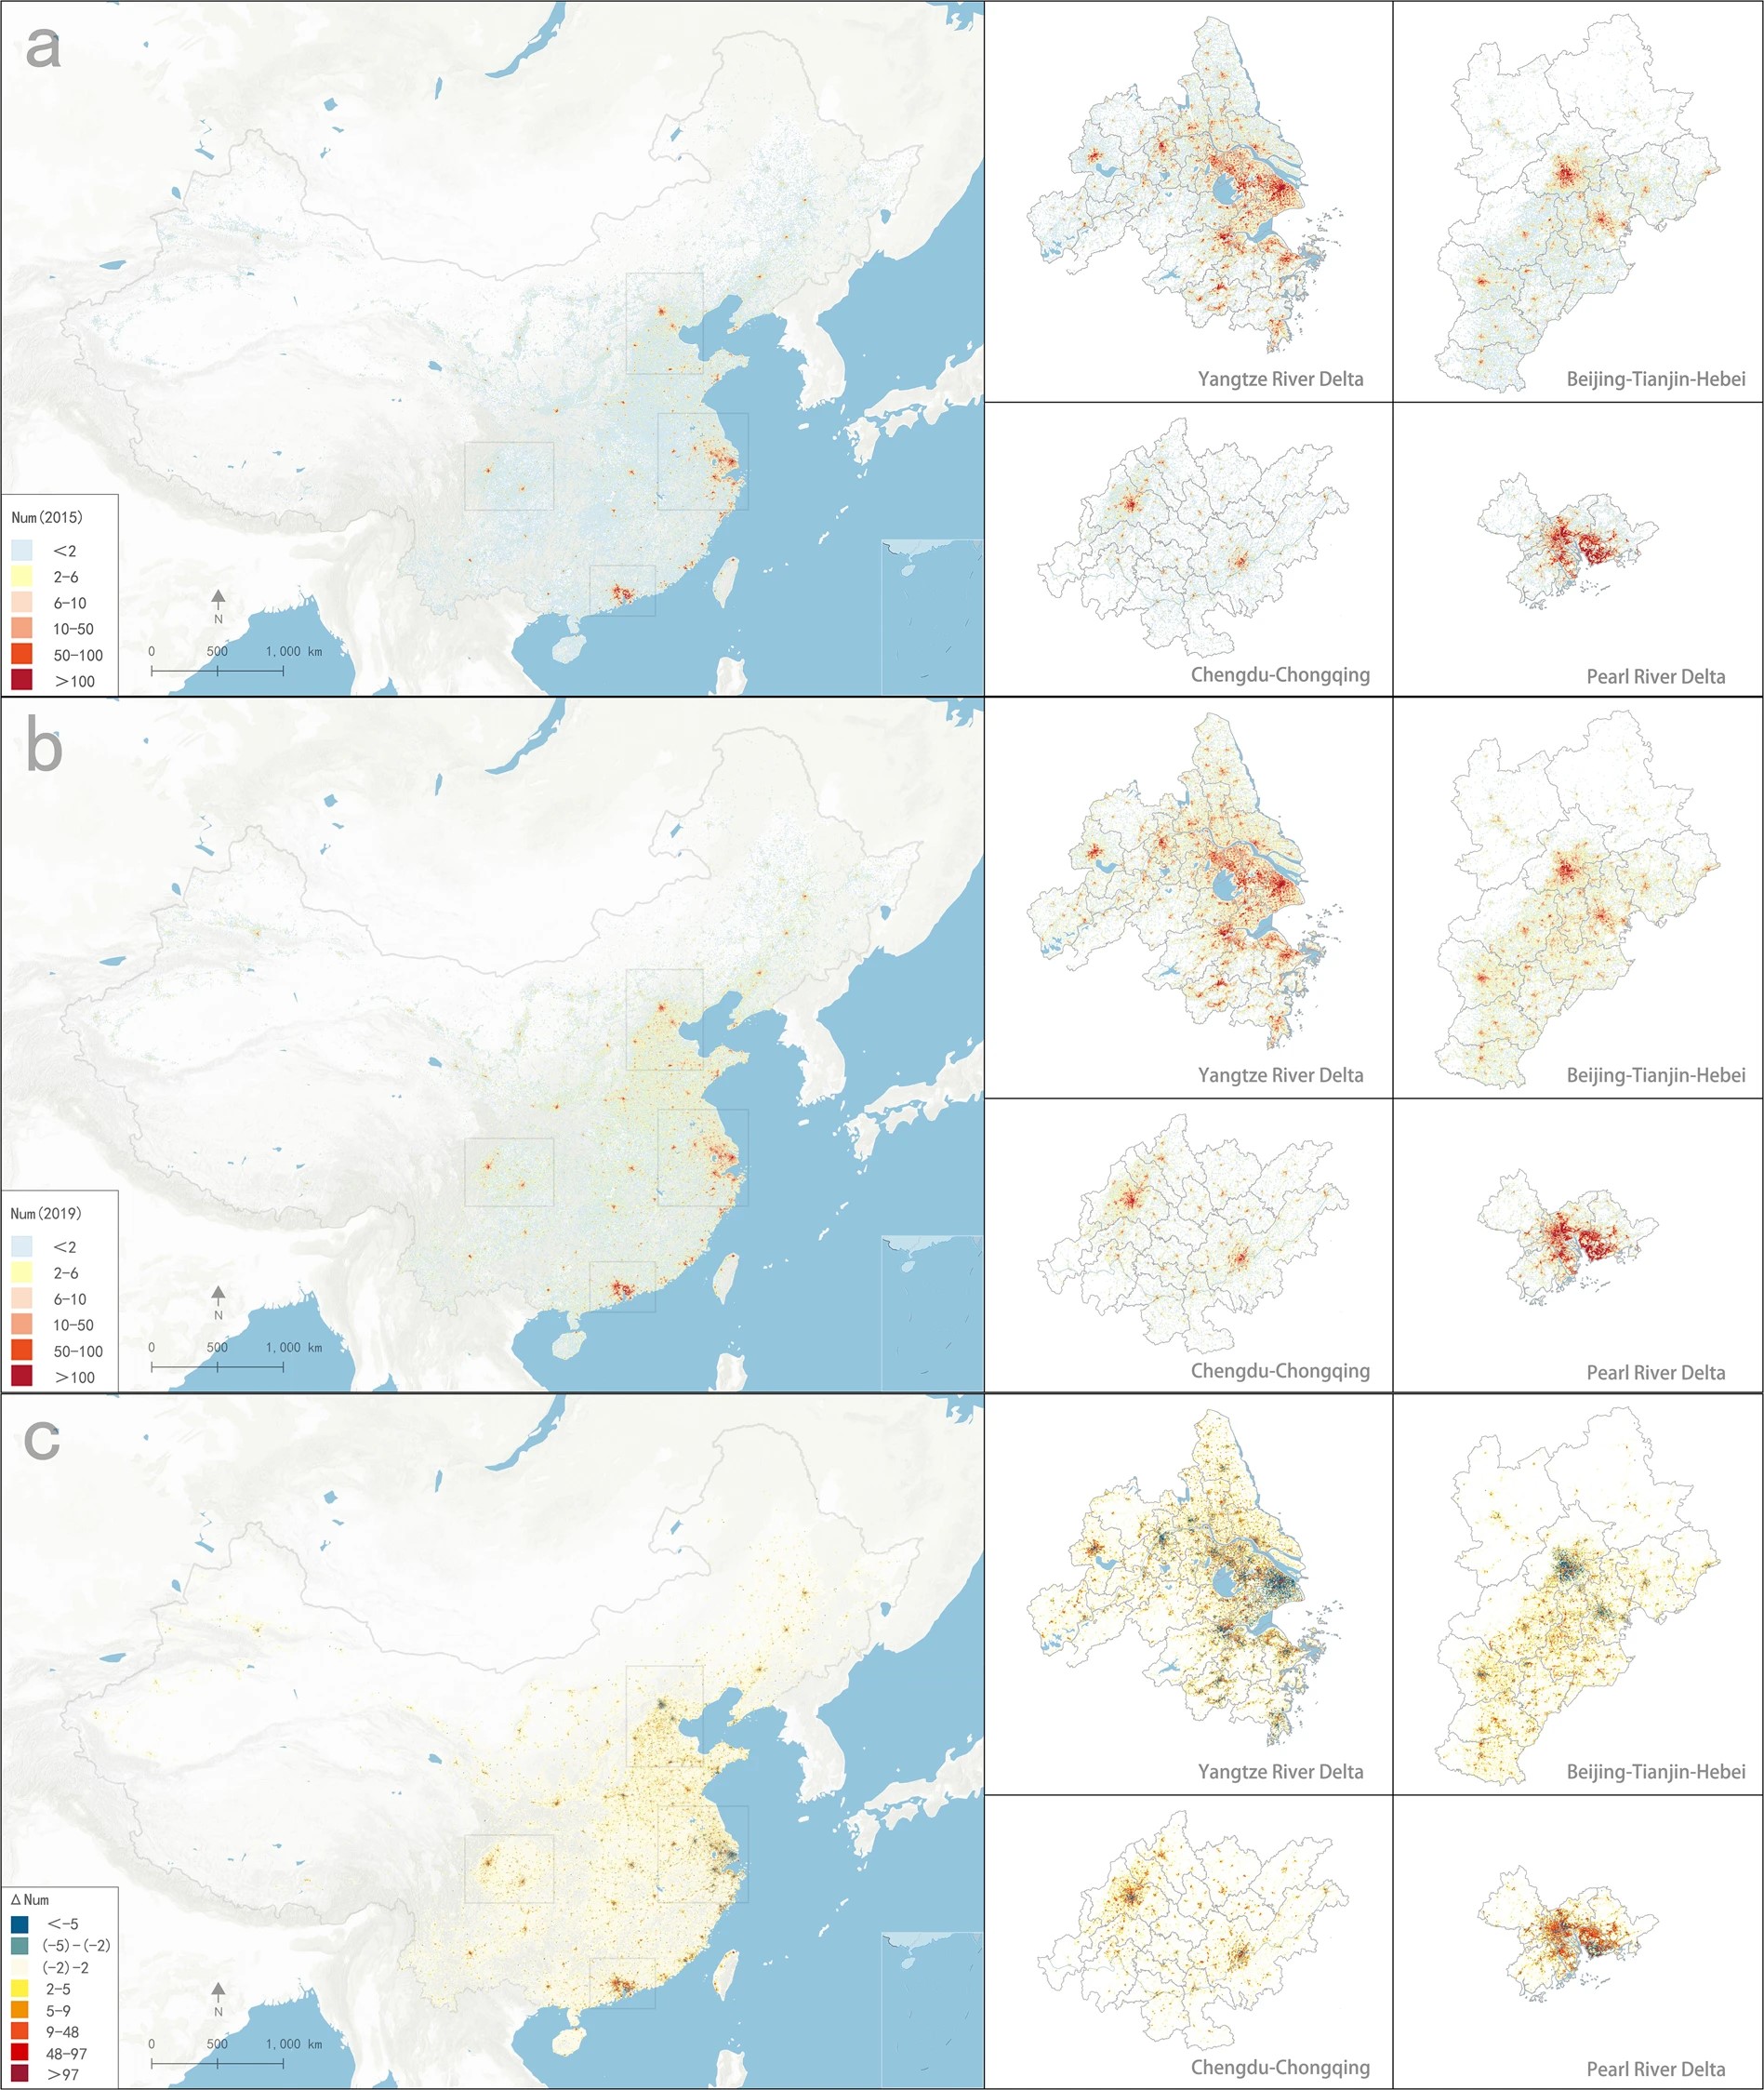 a
Num(2015)
<2
2-6
6-10
10-50
50-100
>100
N
0 500 1,000 km
Yangtze River Delta
Beijing-Tianjin-Hebei
Chengdu-Chongqing
Pearl River Delta
b
Num(2019)
<2
2-6
6-10
10-50
50-100
>100
N
0 500 1,000 km
Yangtze River Delta
Beijing-Tianjin-Hebei
Chengdu-Chongqing
Pearl River Delta
c
Δ Num
<-5
(-5)-(-2)
(-2)-2
2-5
5-9
9-48
48-97
>97
N
0 500 1,000 km
Yangtze River Delta
Beijing-Tianjin-Hebei
Chengdu-Chongqing
Pearl River Delta